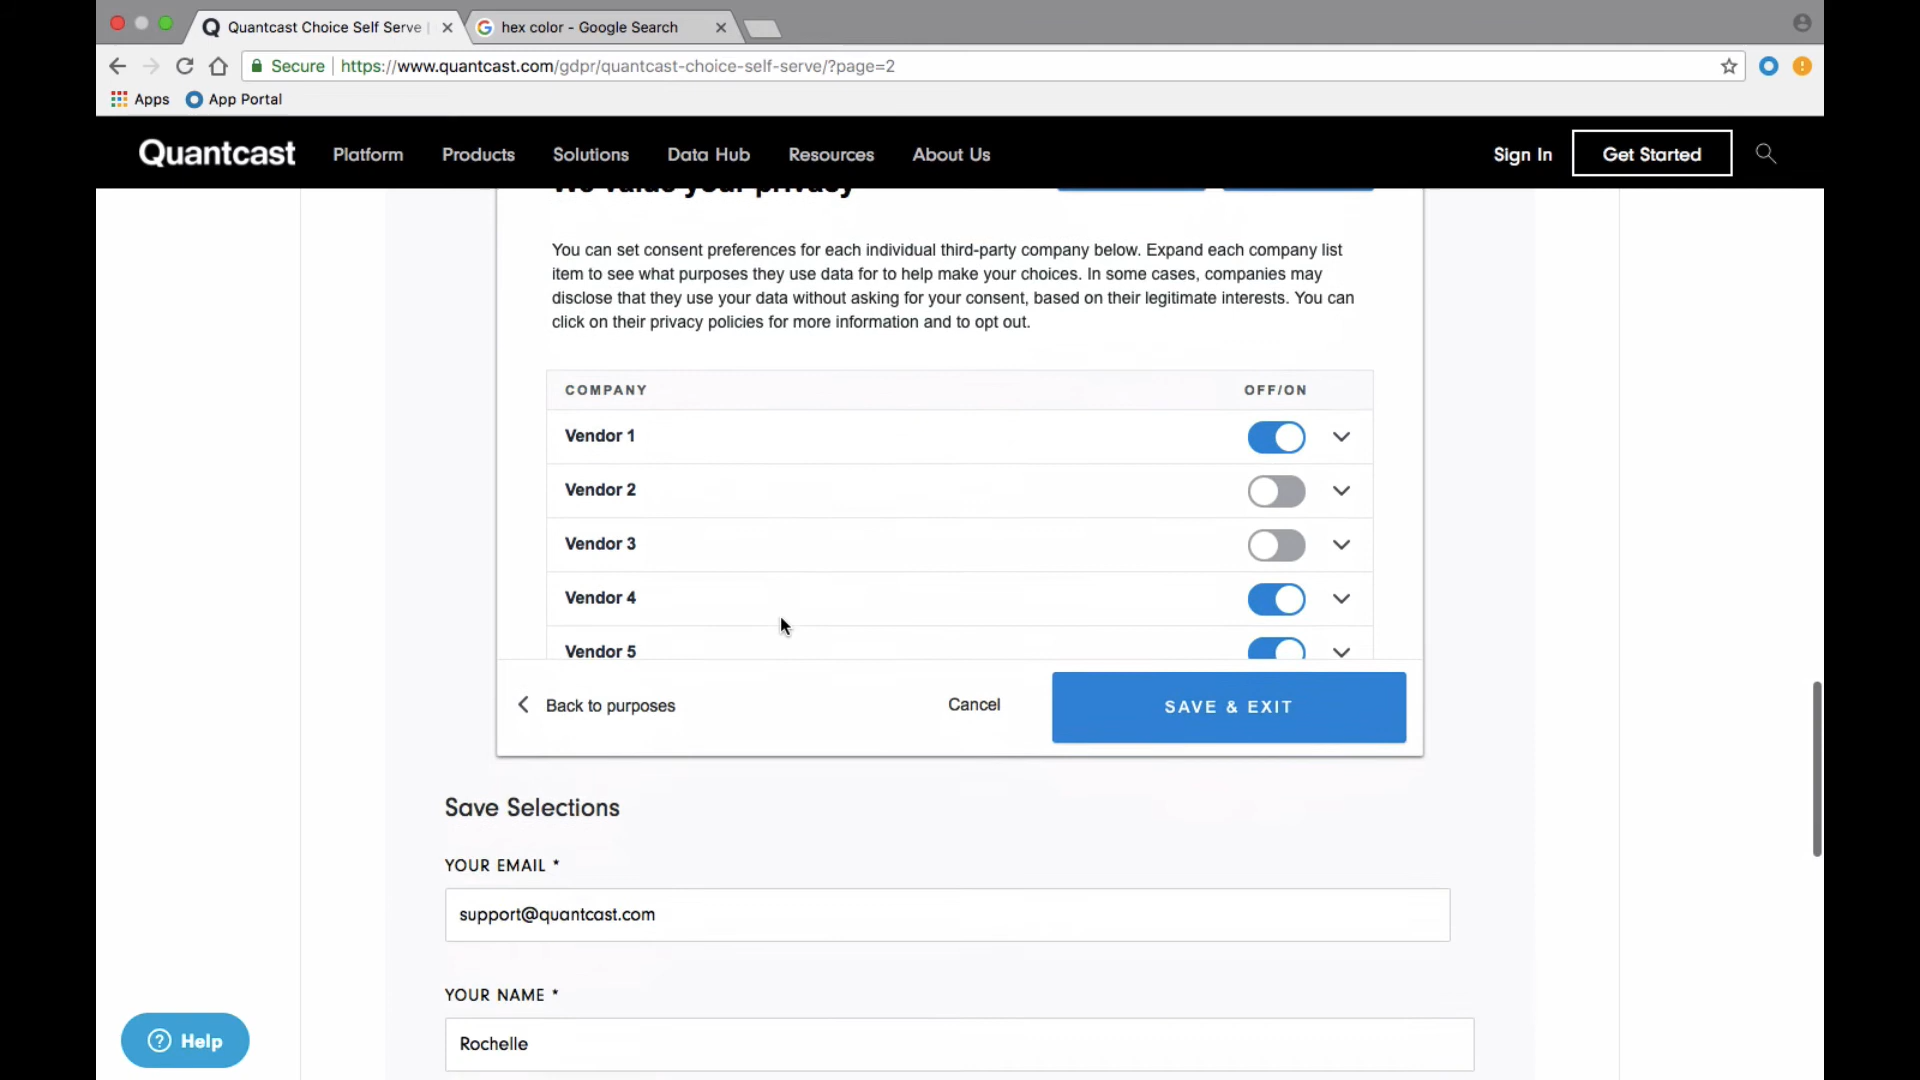 Quantcast Choice Self Serve
hex color - Google Search
Secure https://www.quantcast.com/gdpr/quantcast-choice-self-serve/?page=2
Apps App Portal
Quantcast Platform Products Solutions Data Hub Resources About Us Sign In Get Started
We value your privacy
You can set consent preferences for each individual third-party company below. Expand each company list
item to see what purposes they use data for to help make your choices. In some cases, companies may
disclose that they use your data without asking for your consent, based on their legitimate interests. You can
click on their privacy policies for more information and to opt out.
COMPANY OFF/ON
Vendor 1
Vendor 2
Vendor 3
Vendor 4
Vendor 5
Back to purposes Cancel SAVE & EXIT
Save Selections
YOUR EMAIL *
support@quantcast.com
YOUR NAME *
Rochelle
? Help